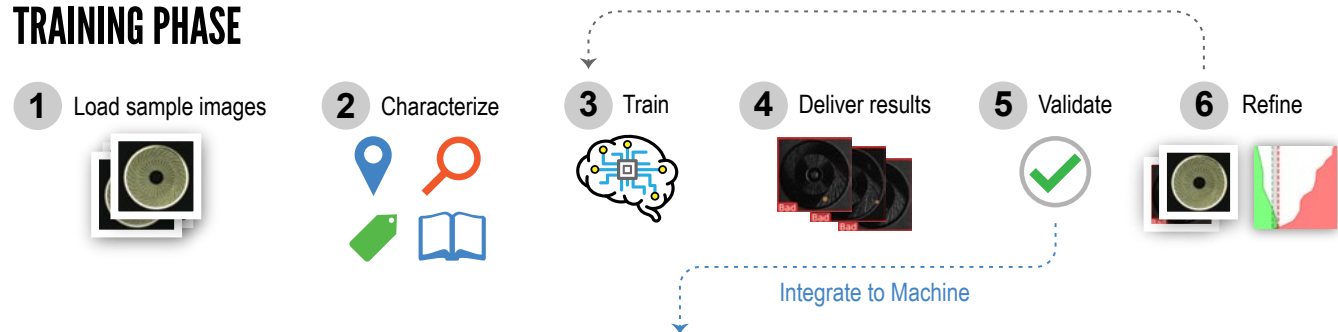 TRAINING PHASE
1 Load sample images
2 Characterize
3 Train
4 Deliver results
5 Validate
6 Refine
Bad
Bad
Bad
Integrate to Machine